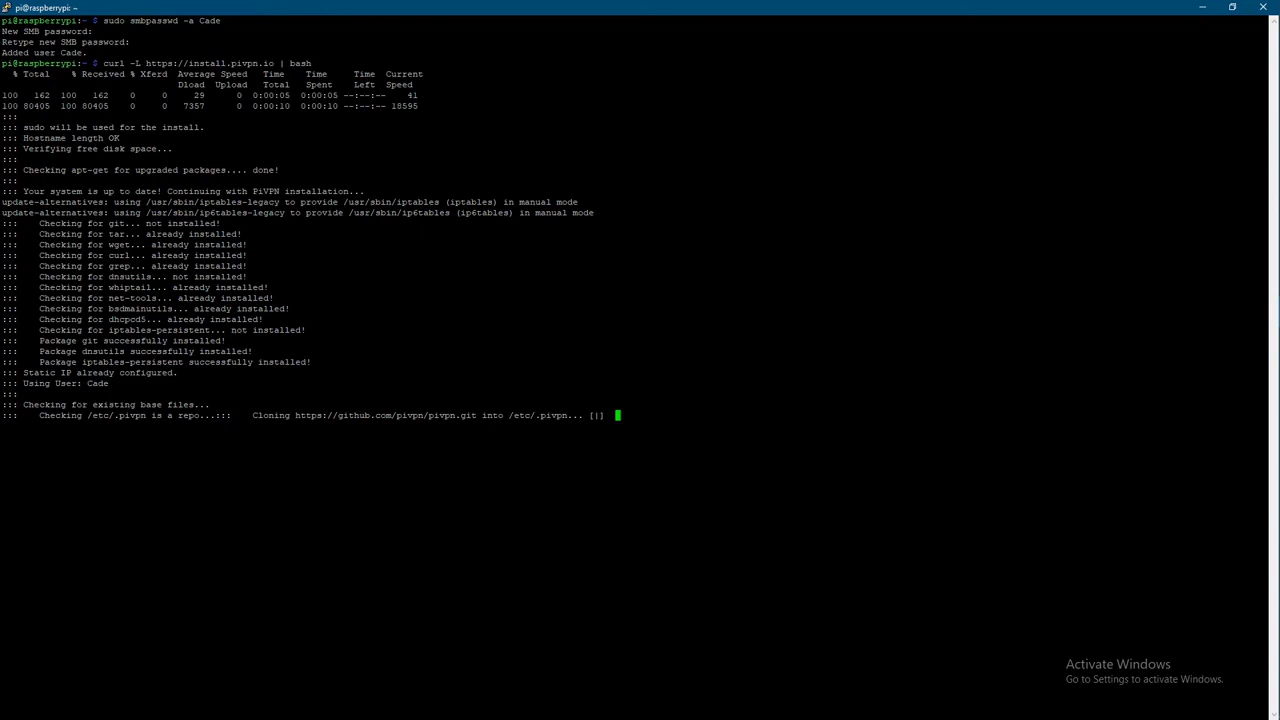 pi@raspberrypi: ~
pi@raspberrypi:~ $ sudo smbpasswd -a Cade
New SMB password:
Retype new SMB password:
Added user Cade.
pi@raspberrypi:~ $ curl -L https://install.pivpn.io | bash
  % Total    % Received % Xferd  Average Speed   Time    Time     Time  Current
                                 Dload  Upload   Total   Spent    Left  Speed
100   162  100   162    0     0     29      0  0:00:05  0:00:05 --:--:--    41
100 80405  100 80405    0     0   7357      0  0:00:10  0:00:10 --:--:-- 18595
:::
::: sudo will be used for the install.
::: Hostname length OK
::: Verifying free disk space...
:::
::: Checking apt-get for upgraded packages.... done!
:::
::: Your system is up to date! Continuing with PiVPN installation...
update-alternatives: using /usr/sbin/iptables-legacy to provide /usr/sbin/iptables (iptables) in manual mode
update-alternatives: using /usr/sbin/ip6tables-legacy to provide /usr/sbin/ip6tables (ip6tables) in manual mode
:::    Checking for git... not installed!
:::    Checking for tar... already installed!
:::    Checking for wget... already installed!
:::    Checking for curl... already installed!
:::    Checking for grep... already installed!
:::    Checking for dnsutils... not installed!
:::    Checking for whiptail... already installed!
:::    Checking for net-tools... already installed!
:::    Checking for bsdmainutils... already installed!
:::    Checking for dhcpcd5... already installed!
:::    Checking for iptables-persistent... not installed!
:::    Package git successfully installed!
:::    Package dnsutils successfully installed!
:::    Package iptables-persistent successfully installed!
::: Static IP already configured.
::: Using User: Cade
:::
::: Checking for existing base files...
:::    Checking /etc/.pivpn is a repo...:::    Cloning https://github.com/pivpn/pivpn.git into /etc/.pivpn... [|]
Activate Windows
Go to Settings to activate Windows.